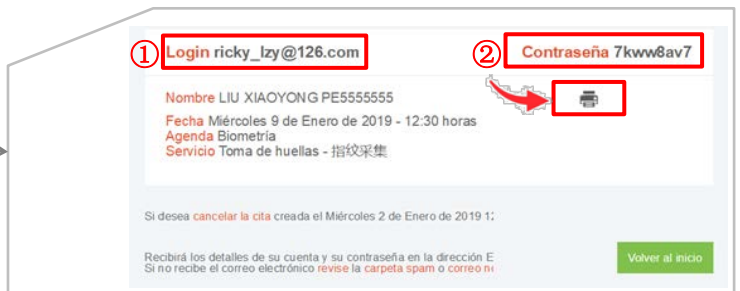 ① Login ricky_lzy@126.com ② Contraseña 7kww8av7
Nombre LIU XIAOYONG PE5555555
Fecha Miércoles 9 de Enero de 2019 - 12:30 horas
Agenda Biometría
Servicio Toma de huellas - 指纹采集
Si desea cancelar la cita creada el Miércoles 2 de Enero de 2019 12
Recibirá los detalles de su cuenta y su contraseña en la dirección E
Si no recibe el correo electrónico revise la carpeta spam o correo
Volver al inicio